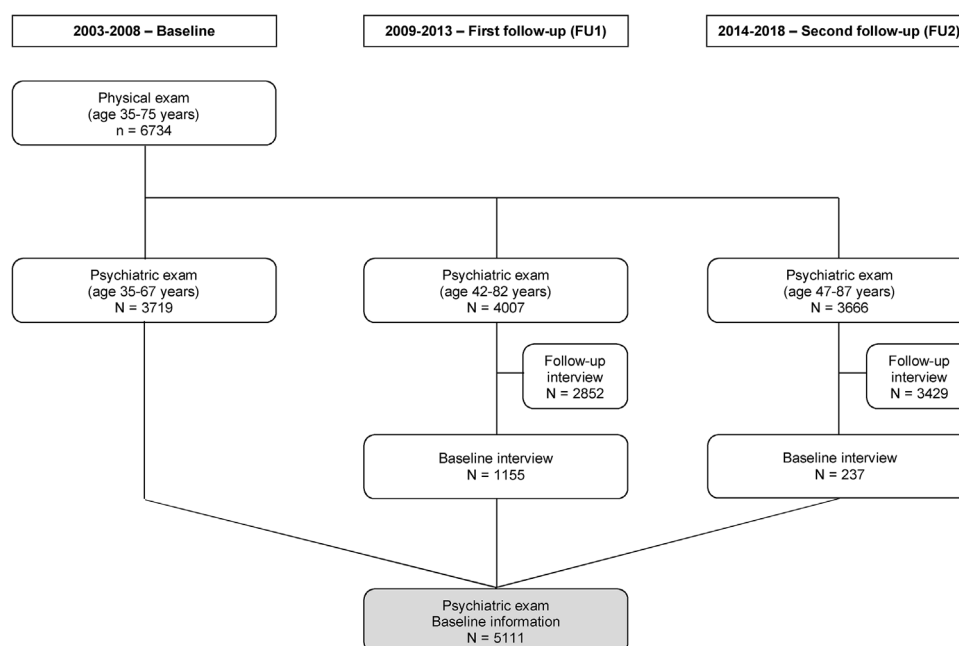 2003-2008 – Baseline
2009-2013 – First follow-up (FU1)
2014-2018 – Second follow-up (FU2)
Physical exam
(age 35-75 years)
n = 6734
Psychiatric exam
(age 35-67 years)
N = 3719
Psychiatric exam
(age 42-82 years)
N = 4007
Psychiatric exam
(age 47-87 years)
N = 3666
Follow-up
interview
N = 2852
Follow-up
interview
N = 3429
Baseline interview
N = 1155
Baseline interview
N = 237
Psychiatric exam
Baseline information
N = 5111